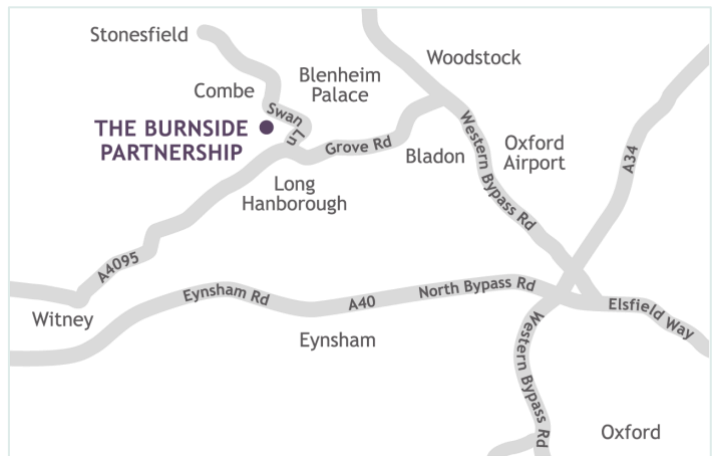 Stonesfield
Woodstock
Blenheim
Palace
Combe
Swan
Ln
THE BURNSIDE
PARTNERSHIP
Grove Rd
Bladon
Western Bypass Rd
Oxford
Airport
A34
Long
Hanborough
A4095
Eynsham Rd
A40
North Bypass Rd
Elsfield Way
Witney
Eynsham
Western Bypass Rd
Oxford